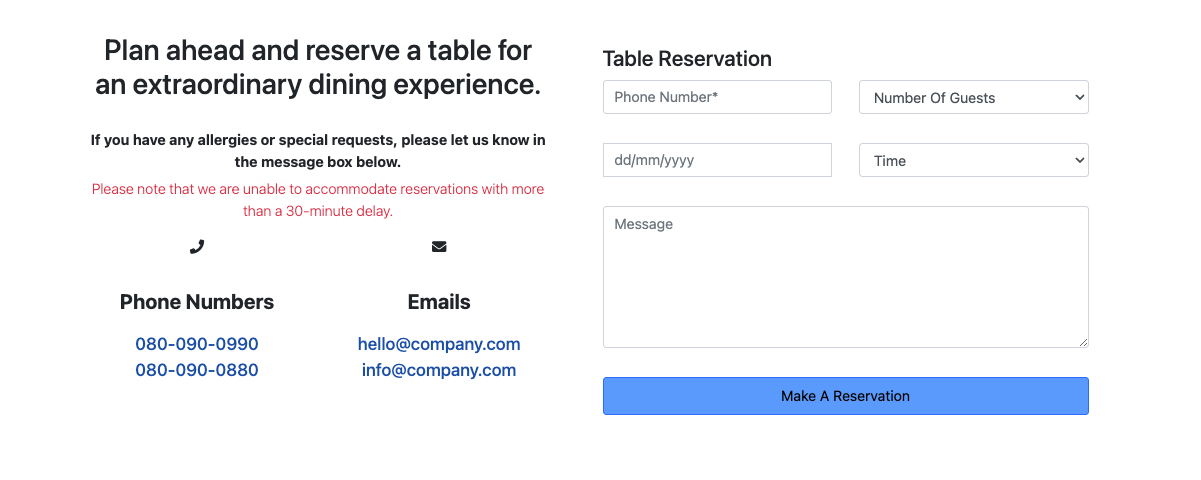 Plan ahead and reserve a table for
an extraordinary dining experience.
If you have any allergies or special requests, please let us know in
the message box below.
Please note that we are unable to accommodate reservations with more
than a 30-minute delay.
Phone Numbers
080-090-0990
080-090-0880
Emails
hello@company.com
info@company.com
Table Reservation
Phone Number*
Number Of Guests
dd/mm/yyyy
Time
Message
Make A Reservation